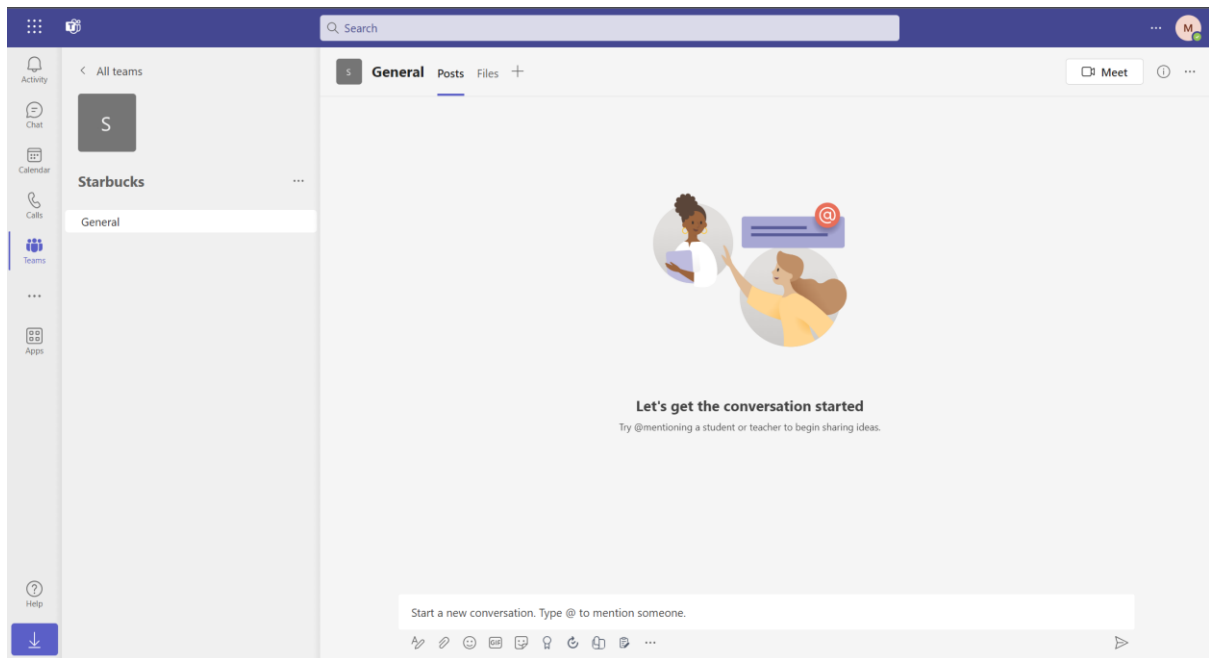 Search
M
Activity
Chat
Calendar
Calls
Teams
Apps
Help
All teams
S
Starbucks
General
S General Posts Files
Meet
@
Let's get the conversation started
Try @mentioning a student or teacher to begin sharing ideas.
Start a new conversation. Type @ to mention someone.
GIF